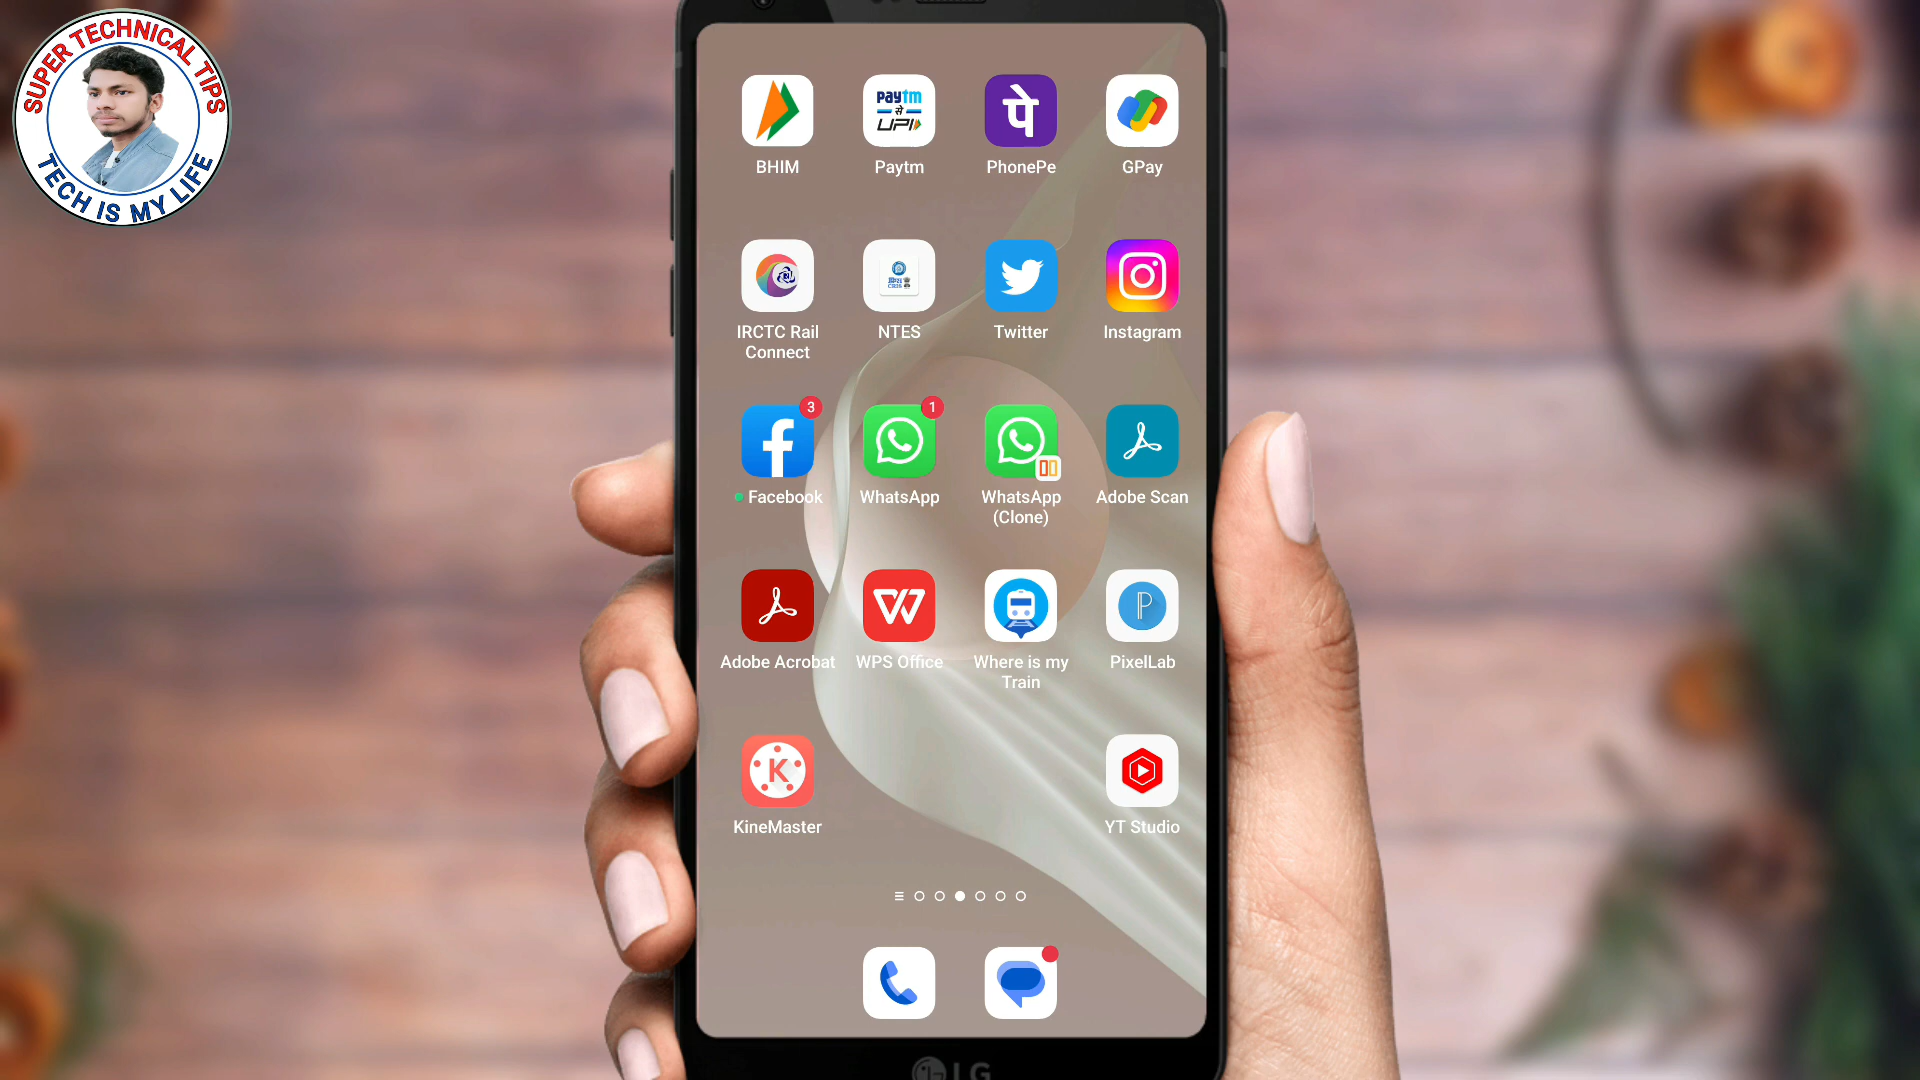 SUPER TECHNICAL TIPS
TECH IS MY LIFE
Paytm
से
UPI
पे
BHIM
Paytm
PhonePe
GPay
IRCTC Rail
Connect
NTES
Twitter
Instagram
3
1
Facebook
WhatsApp
WhatsApp
(Clone)
Adobe Scan
W
P
Adobe Acrobat
WPS Office
Where is my
Train
PixelLab
K
KineMaster
YT Studio
LG